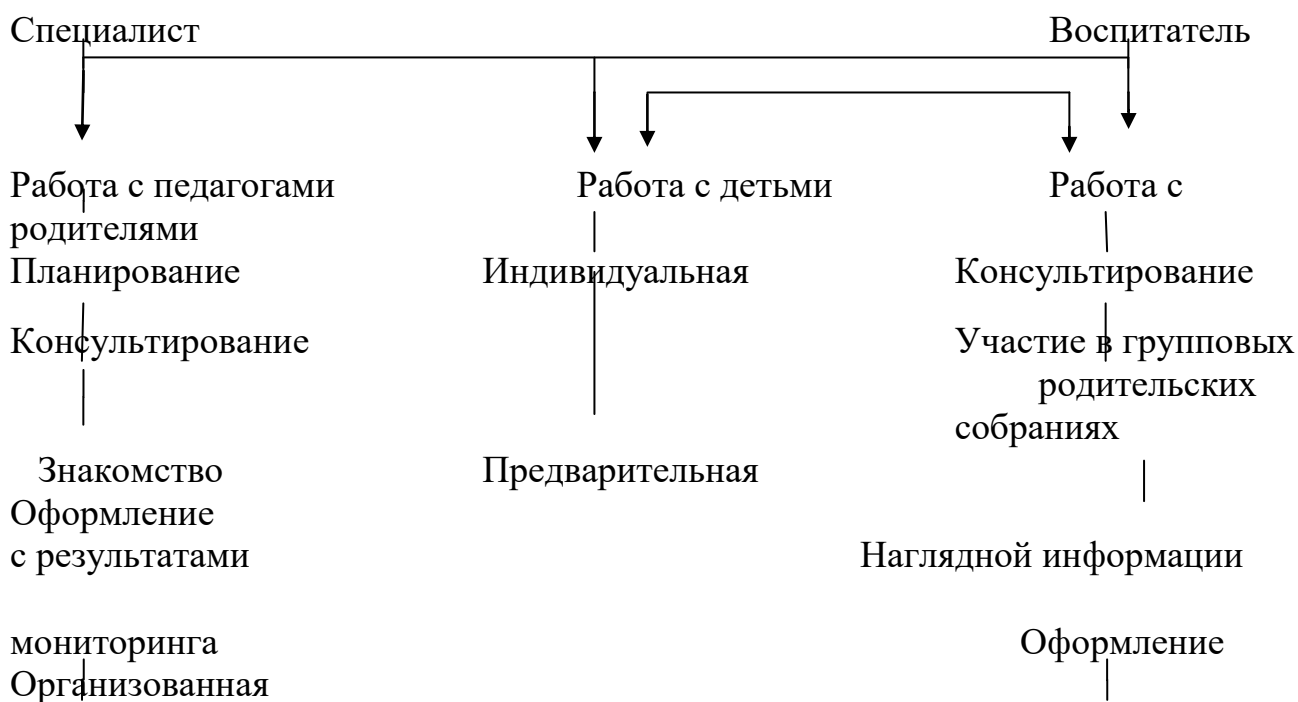 Специалист Воспитатель
Работа с педагогами Работа с детьми Работа с
родителями
Планирование Индивидуальная Консультирование
Консультирование Участие в групповых
родительских
собраниях
Знакомство Предварительная
Оформление
с результатами Наглядной информации
мониторинга Оформление
Организованная